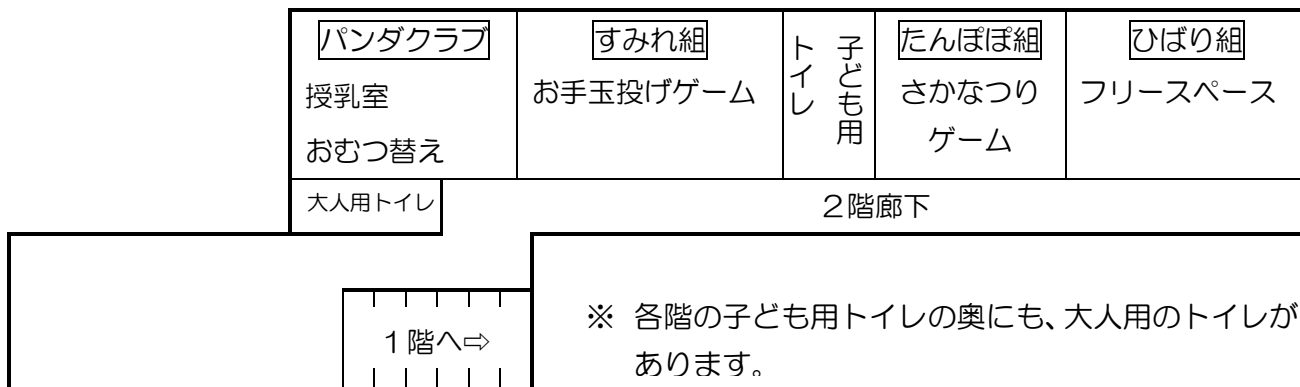 パンダクラブ
授乳室
おむつ替え
すみれ組
お手玉投げゲーム
子ども用
トイレ
たんぽぽ組
さかなつり
ゲーム
ひばり組
フリースペース
大人用トイレ
２階廊下
１階へ⇨
※ 各階の子ども用トイレの奥にも、大人用のトイレが
あります。